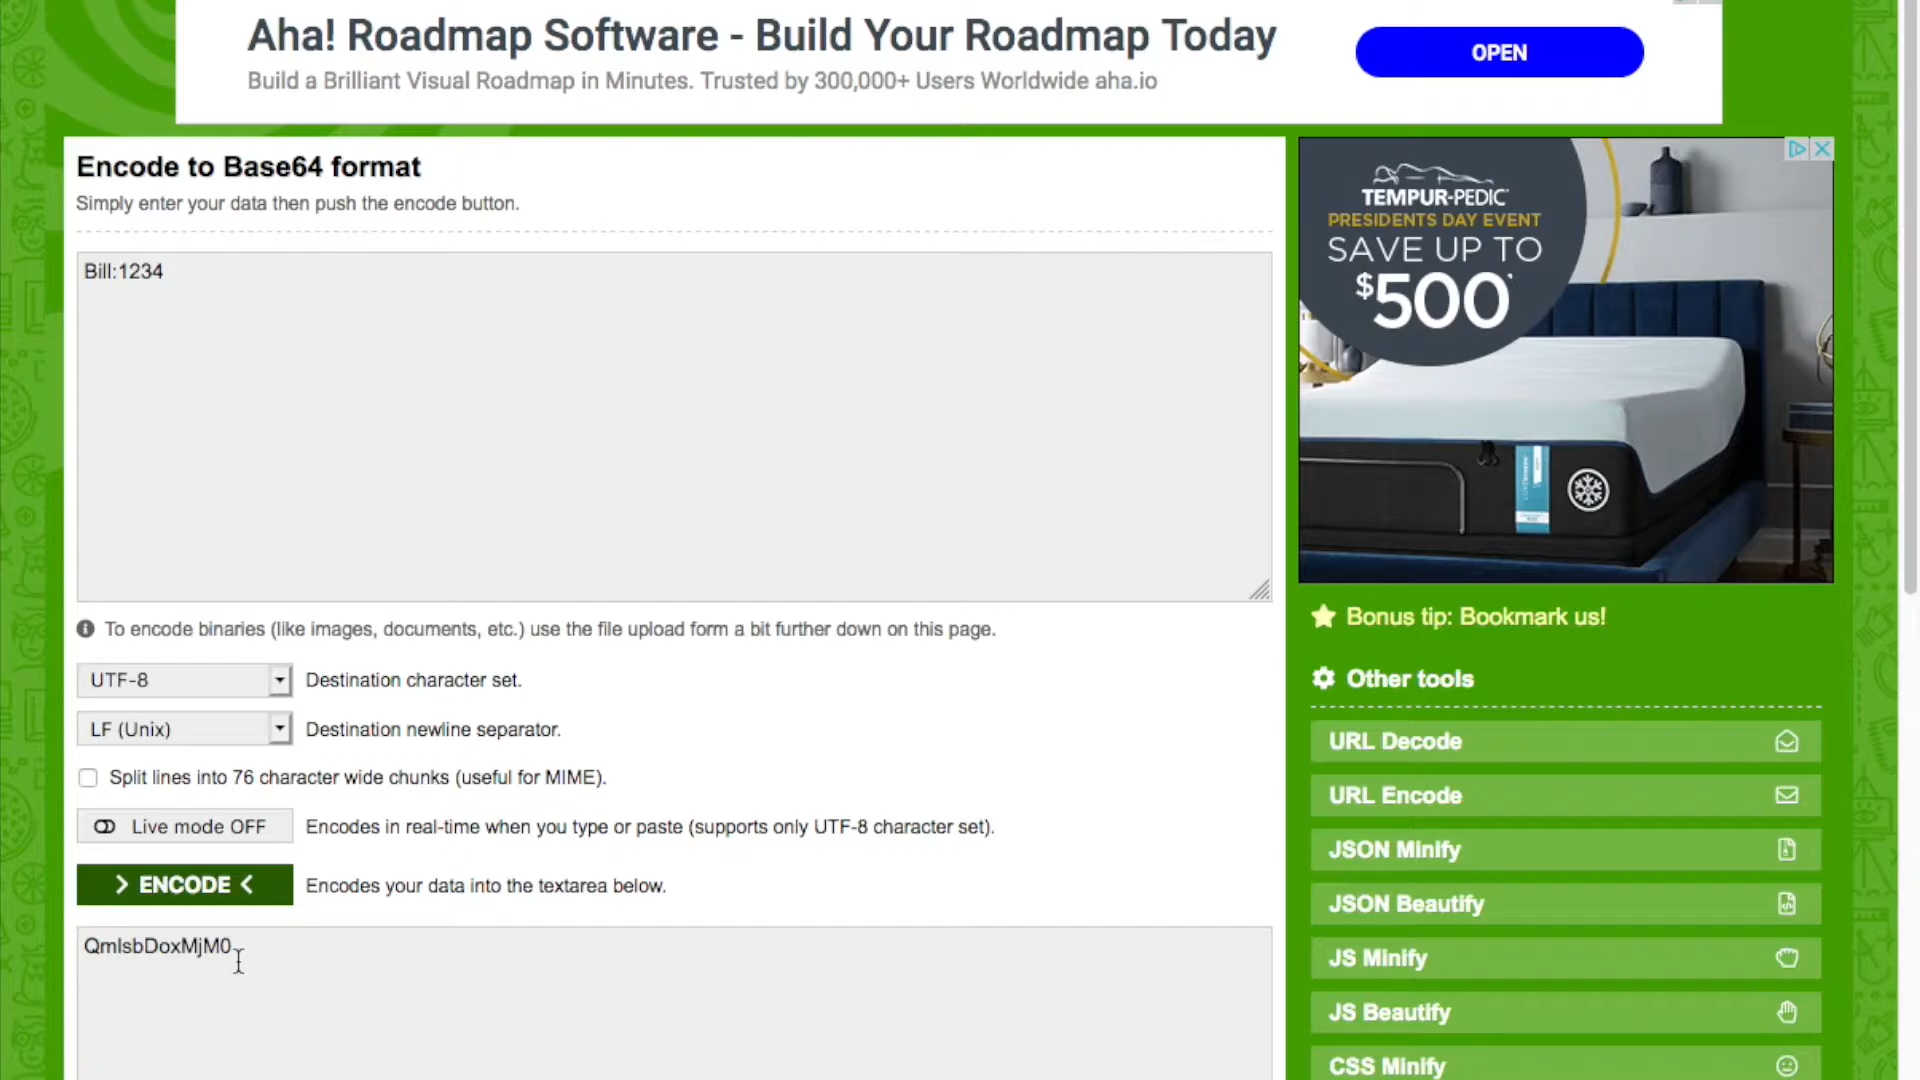 Aha! Roadmap Software - Build Your Roadmap Today
Build a Brilliant Visual Roadmap in Minutes. Trusted by 300,000+ Users Worldwide aha.io
OPEN
Encode to Base64 format
Simply enter your data then push the encode button.
Bill:1234
To encode binaries (like images, documents, etc.) use the file upload form a bit further down on this page.
UTF-8 Destination character set.
LF (Unix) Destination newline separator.
Split lines into 76 character wide chunks (useful for MIME).
Live mode OFF Encodes in real-time when you type or paste (supports only UTF-8 character set).
> ENCODE < Encodes your data into the textarea below.
QmlsbDoxMjM0
TEMPUR-PEDIC
PRESIDENTS DAY EVENT
SAVE UP TO
$500*
Bonus tip: Bookmark us!
Other tools
URL Decode
URL Encode
JSON Minify
JSON Beautify
JS Minify
JS Beautify
CSS Minify